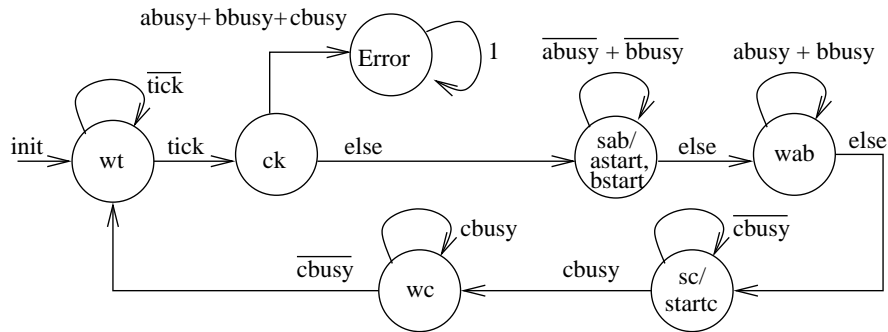 abusy+bbusy+cbusy
Error
1
abusy + bbusy
abusy + bbusy
tick
init
wt
tick
ck
else
sab/
astart,
bstart
else
wab
else
cbusy
cbusy
wc
cbusy
cbusy
sc/
startc